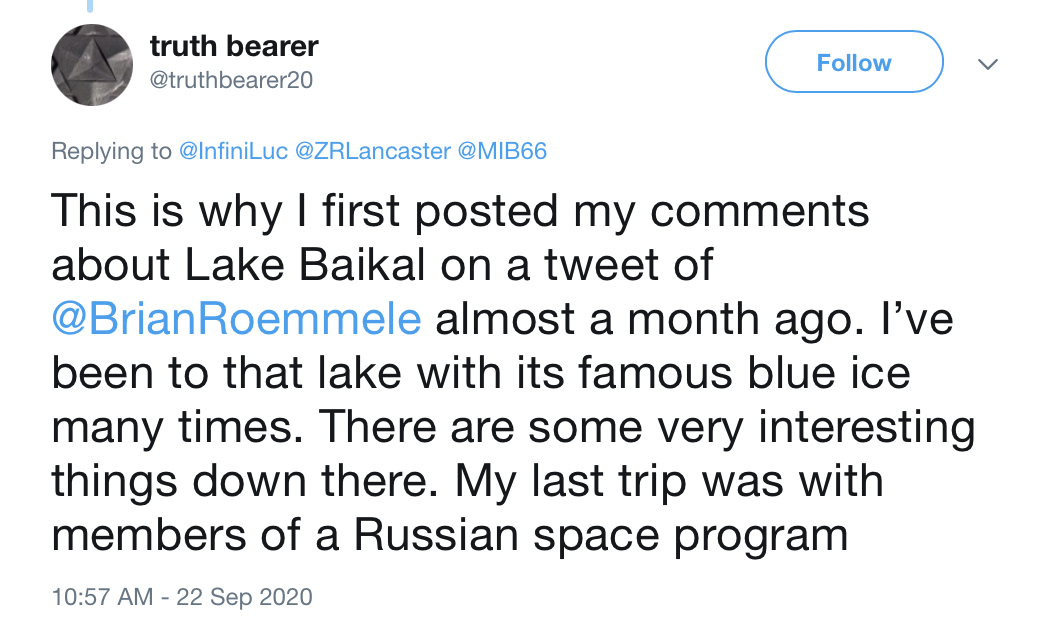 truth bearer
@truthbearer20
Follow
Replying to @InfiniLuc @ZRLancaster @MIB66
This is why I first posted my comments
about Lake Baikal on a tweet of
@BrianRoemmele almost a month ago. I’ve
been to that lake with its famous blue ice
many times. There are some very interesting
things down there. My last trip was with
members of a Russian space program
10:57 AM - 22 Sep 2020